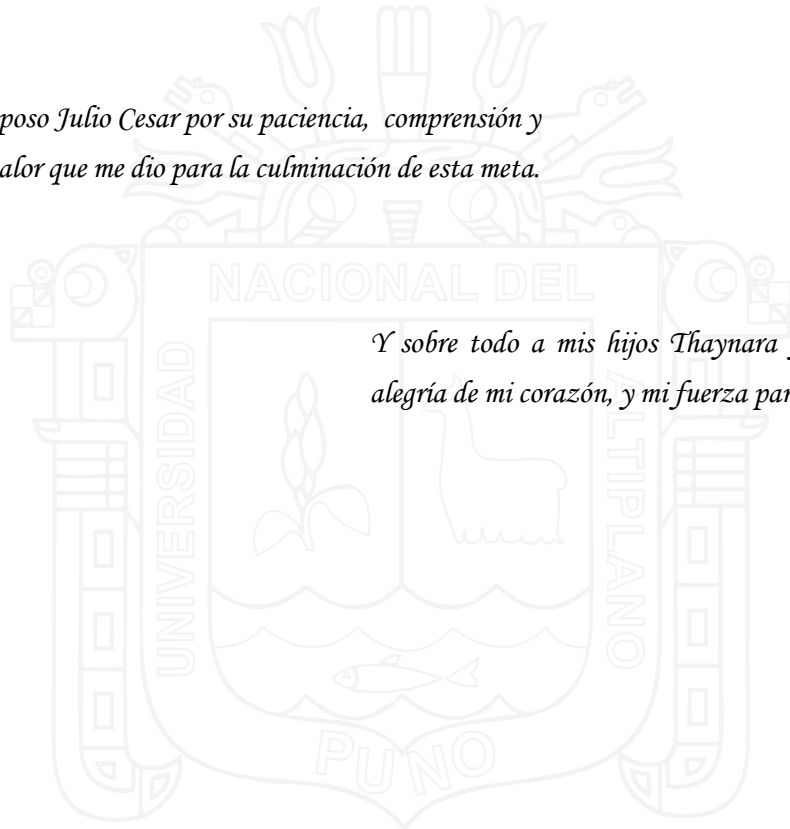 poso Julio Cesar por su paciencia, comprensión y
alor que me dio para la culminación de esta meta.
NACIONAL DEL
Y sobre todo a mis hijos Thaynara
alegría de mi corazón, y mi fuerza par
UNIVERSIDAD
ALTIPLANO
PUNO